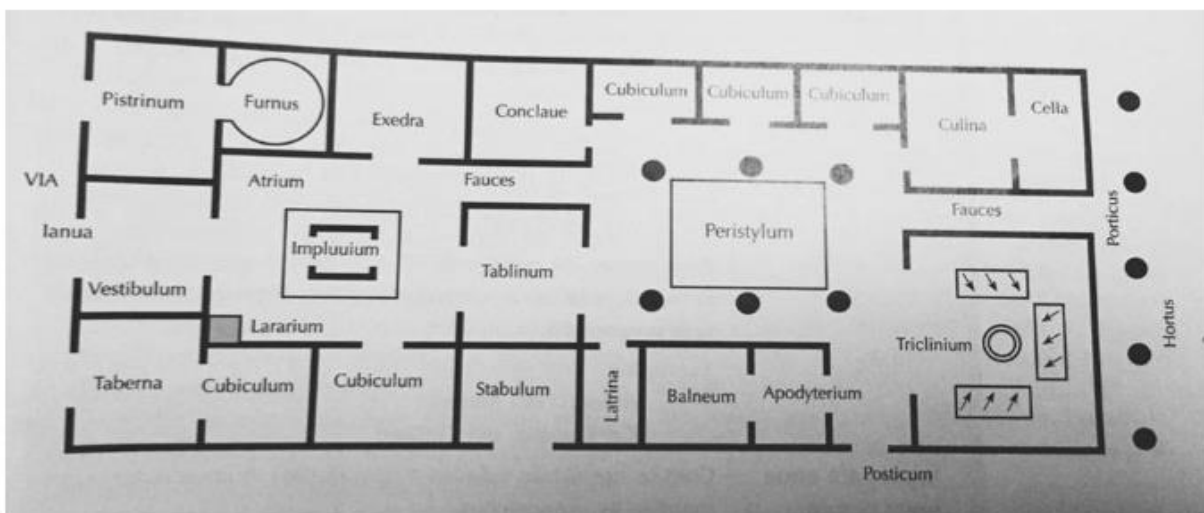 Pistrinum
Furnus
Exedra
Conclaue
Cubiculum
Cubiculum
Cubiculum
Culina
Cella
VIA
Atrium
Fauces
Fauces
Porticus
Ianua
Impluuium
Tablinum
Peristylum
Vestibulum
Lararium
Triclinium
Hortus
Taberna
Cubiculum
Cubiculum
Stabulum
Latrina
Balneum
Apodyterium
Posticum